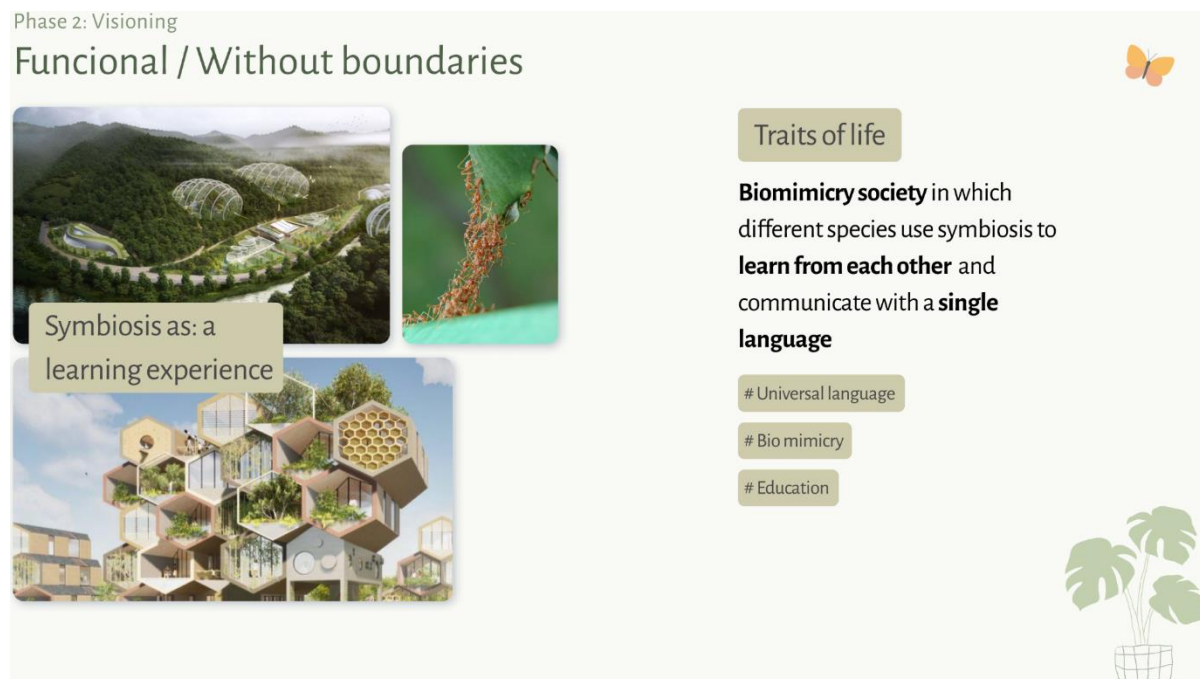 Phase 2: Visioning
Funcional / Without boundaries
Symbiosis as: a
learning experience
Traits of life
Biomimicry society in which
different species use symbiosis to
learn from each other and
communicate with a single
language
# Universal language
# Bio mimicry
# Education